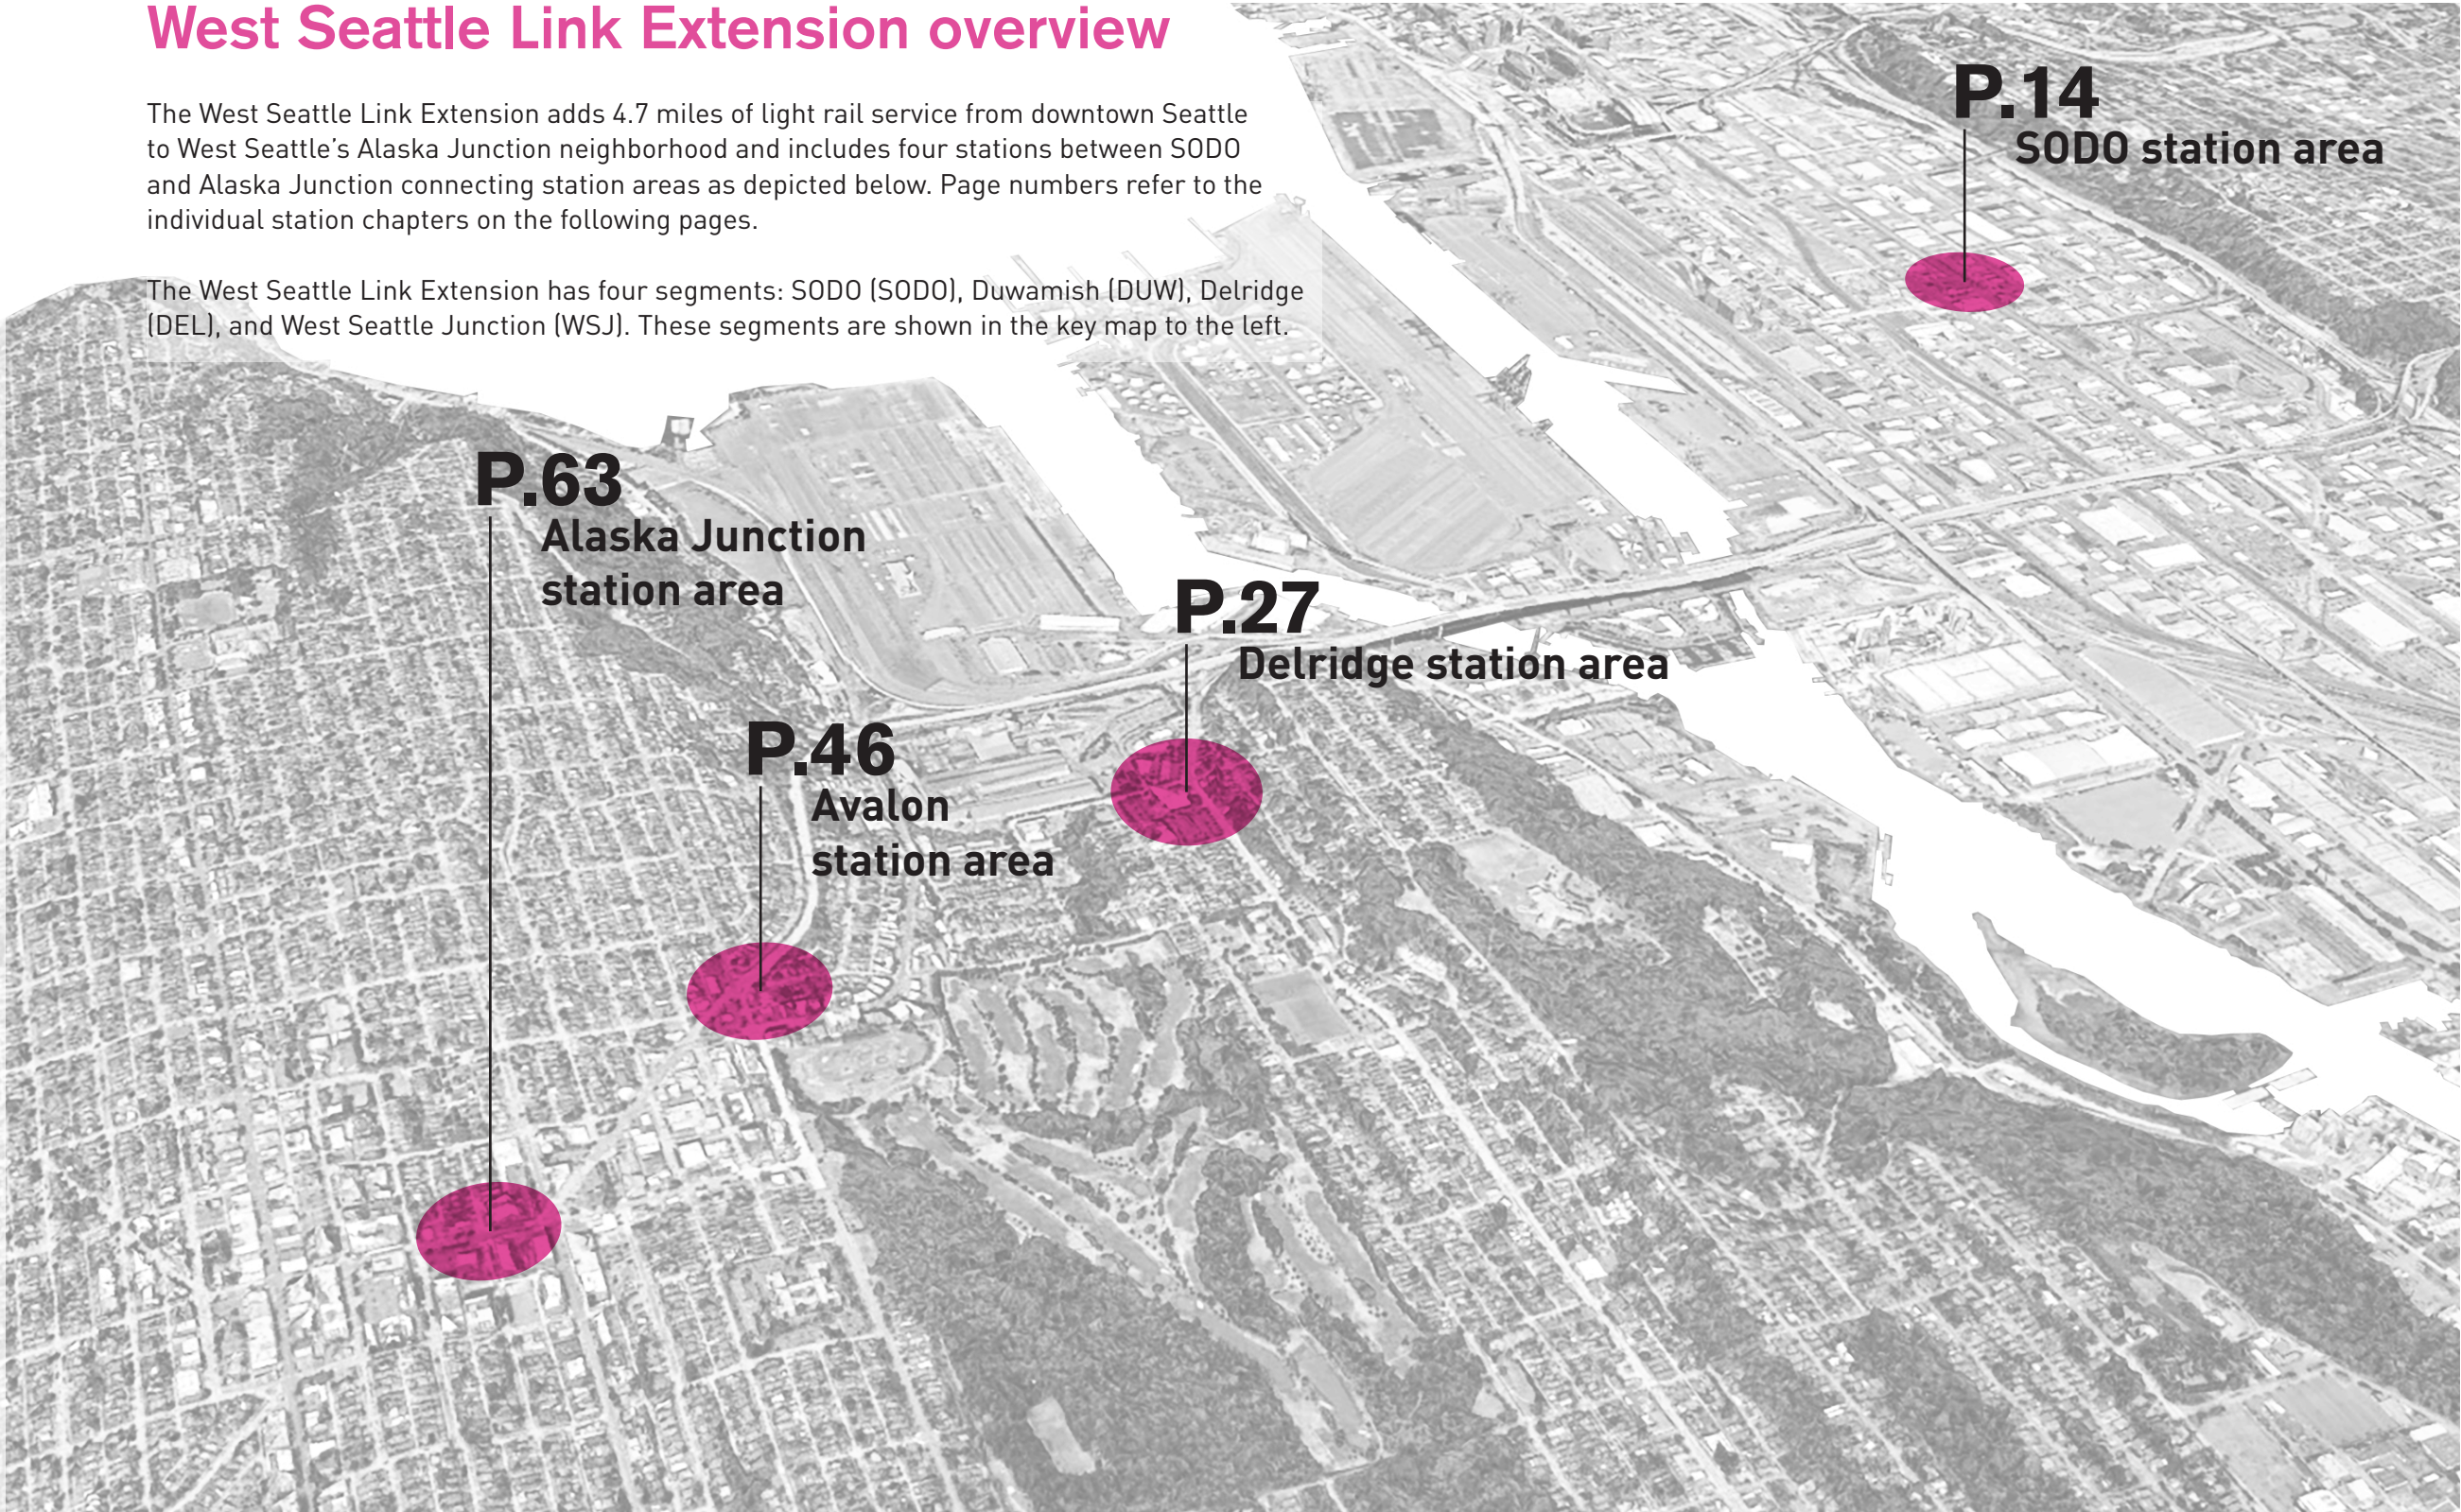 West Seattle Link Extension overview
The West Seattle Link Extension adds 4.7 miles of light rail service from downtown Seattle
to West Seattle’s Alaska Junction neighborhood and includes four stations between SODO
and Alaska Junction connecting station areas as depicted below. Page numbers refer to the
individual station chapters on the following pages.
The West Seattle Link Extension has four segments: SODO (SODO), Duwamish (DUW), Delridge
(DEL), and West Seattle Junction (WSJ). These segments are shown in the key map to the left.
P.14
SODO station area
P.63
Alaska Junction
station area
P.27
Delridge station area
P.46
Avalon
station area